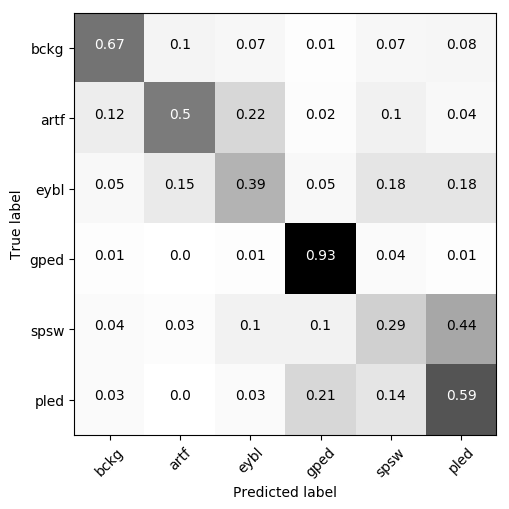 True label
bckg 0.67 0.1 0.07 0.01 0.07 0.08
artf 0.12 0.5 0.22 0.02 0.1 0.04
eybl 0.05 0.15 0.39 0.05 0.18 0.18
gped 0.01 0.0 0.01 0.93 0.04 0.01
spsw 0.04 0.03 0.1 0.1 0.29 0.44
pled 0.03 0.0 0.03 0.21 0.14 0.59
bckg artf eybl gped spsw pled
Predicted label